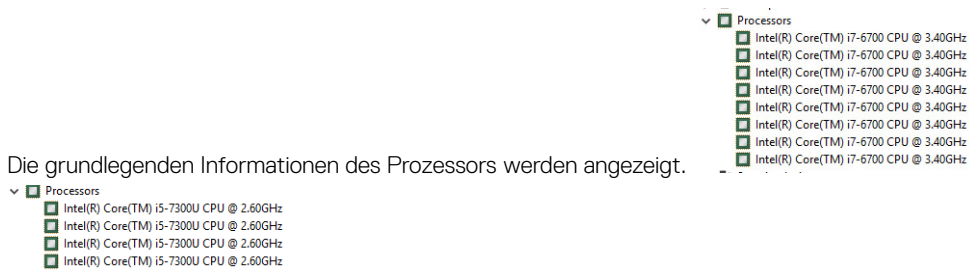 Processors
Intel(R) Core(TM) i7-6700 CPU @ 3.40GHz
Intel(R) Core(TM) i7-6700 CPU @ 3.40GHz
Intel(R) Core(TM) i7-6700 CPU @ 3.40GHz
Intel(R) Core(TM) i7-6700 CPU @ 3.40GHz
Intel(R) Core(TM) i7-6700 CPU @ 3.40GHz
Intel(R) Core(TM) i7-6700 CPU @ 3.40GHz
Intel(R) Core(TM) i7-6700 CPU @ 3.40GHz
Intel(R) Core(TM) i7-6700 CPU @ 3.40GHz
Die grundlegenden Informationen des Prozessors werden angezeigt.
Processors
Intel(R) Core(TM) i5-7300U CPU @ 2.60GHz
Intel(R) Core(TM) i5-7300U CPU @ 2.60GHz
Intel(R) Core(TM) i5-7300U CPU @ 2.60GHz
Intel(R) Core(TM) i5-7300U CPU @ 2.60GHz